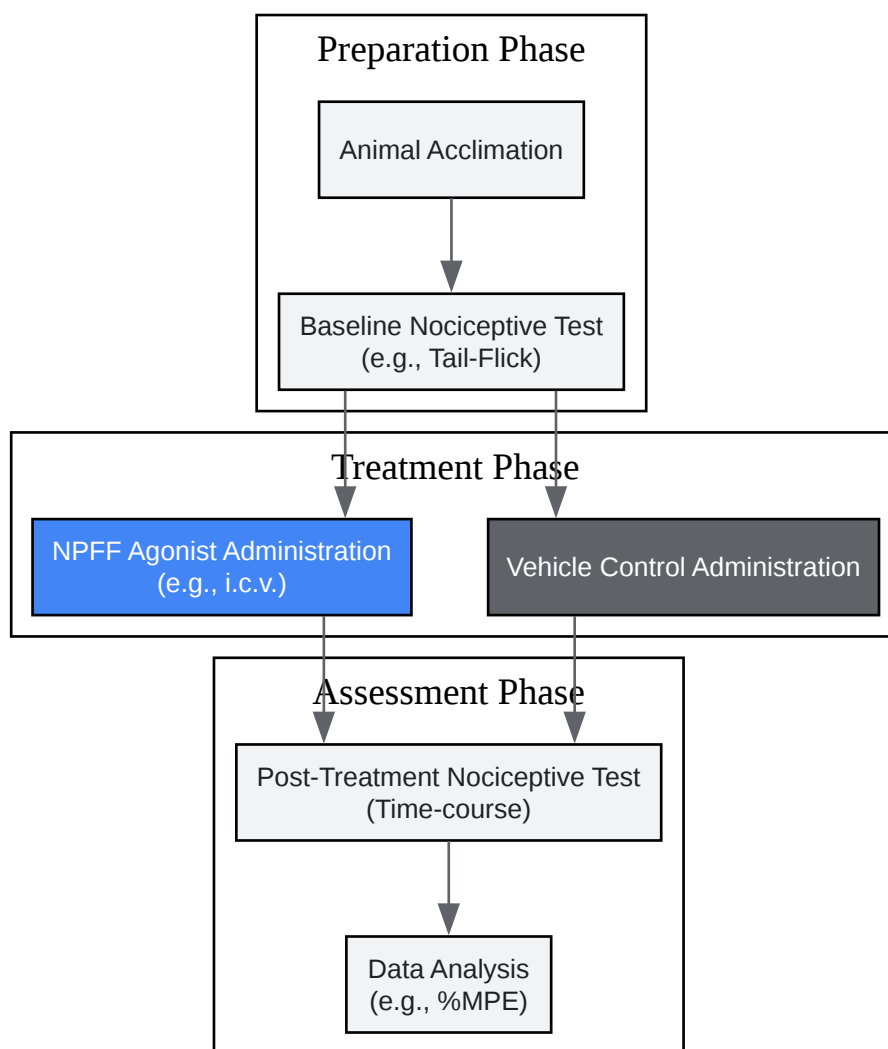 Preparation Phase
Animal Acclimation
Baseline Nociceptive Test
(e.g., Tail-Flick)
Treatment Phase
NPFF Agonist Administration
(e.g., i.c.v.)
Vehicle Control Administration
Assessment Phase
Post-Treatment Nociceptive Test
(Time-course)
Data Analysis
(e.g., %MPE)